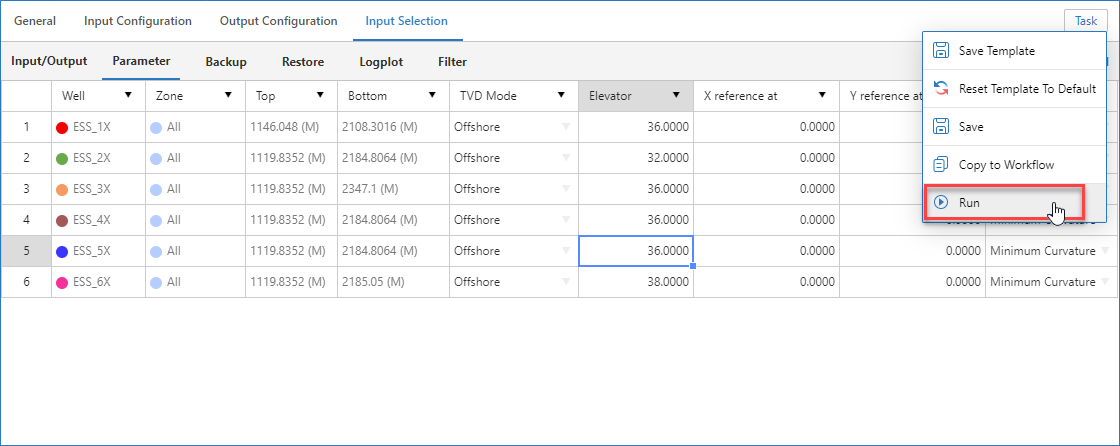 General Input Configuration Output Configuration Input Selection Task
Input/Output Parameter Backup Restore Logplot Filter
Well Zone Top Bottom TVD Mode Elevator X reference at Y reference at
1 ESS_1X All 1146.048 (M) 2108.3016 (M) Offshore 36.0000 0.0000
2 ESS_2X All 1119.8352 (M) 2184.8064 (M) Offshore 32.0000 0.0000
3 ESS_3X All 1119.8352 (M) 2347.1 (M) Offshore 36.0000 0.0000
4 ESS_4X All 1119.8352 (M) 2184.8064 (M) Offshore 36.0000 0.0000
5 ESS_5X All 1119.8352 (M) 2184.8064 (M) Offshore 36.0000 0.0000 0.0000 Minimum Curvature
6 ESS_6X All 1119.8352 (M) 2185.05 (M) Offshore 38.0000 0.0000 0.0000 Minimum Curvature
Save Template
Reset Template To Default
Save
Copy to Workflow
Run